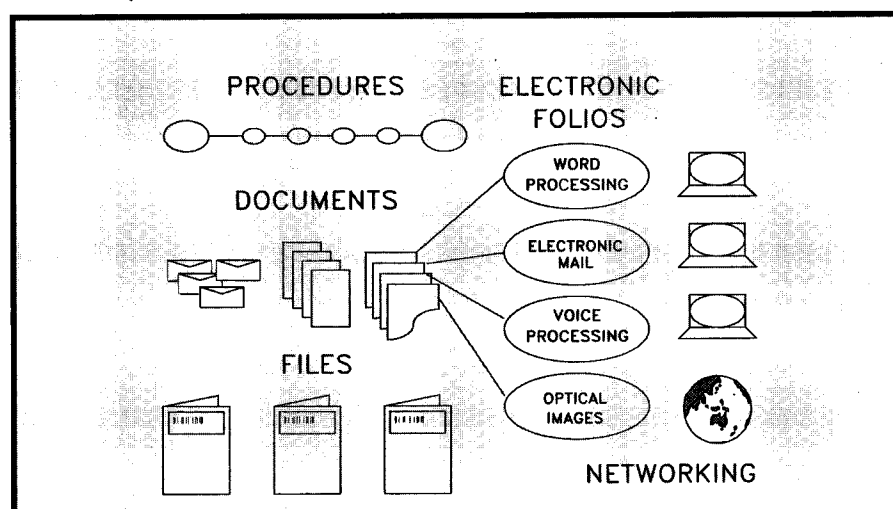 PROCEDURES
ELECTRONIC
FOLIOS
WORD
PROCESSING
DOCUMENTS
ELECTRONIC
MAIL
VOICE
PROCESSING
FILES
OPTICAL
IMAGES
NETWORKING